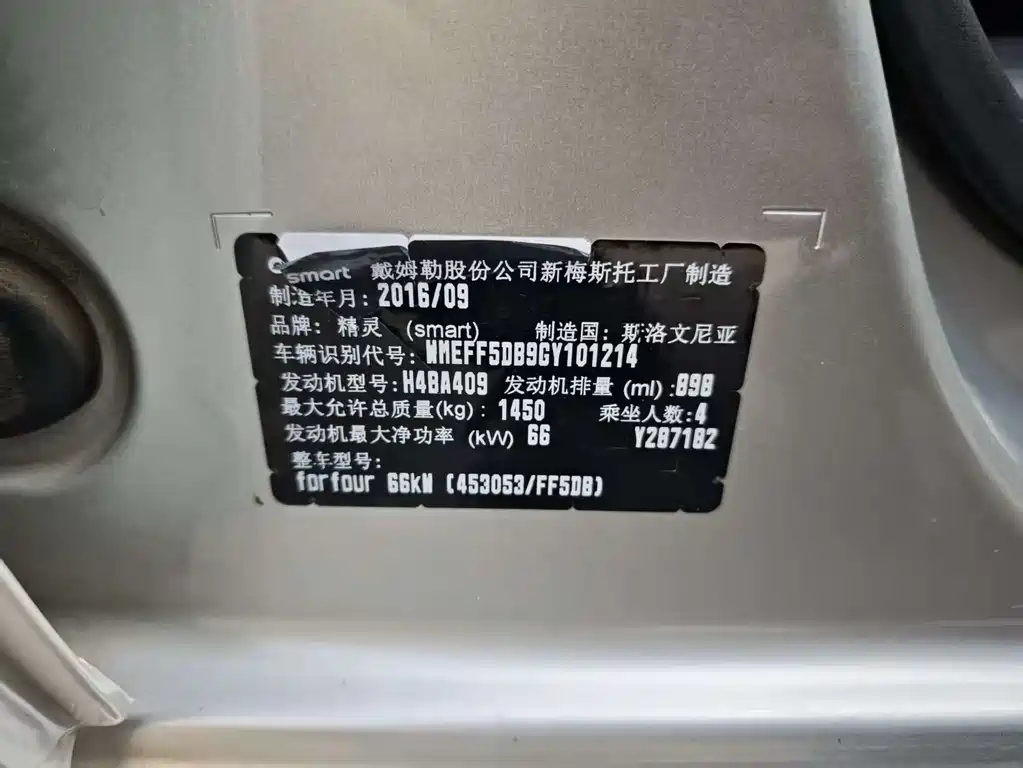 smart 戴姆勒股份公司新梅斯托工厂制造
制造年月: 2016/09
品牌: 精灵 (smart) 制造国: 斯洛文尼亚
车辆识别代号: WMEFF5DB9GY101214
发动机型号: H4BA409 发动机排量 (ml) :898
最大允许总质量(kg): 1450 乘坐人数: 4
发动机最大净功率 (kW) 66 Y287182
整车型号:
forfour 66kW (453053/FF5DB)